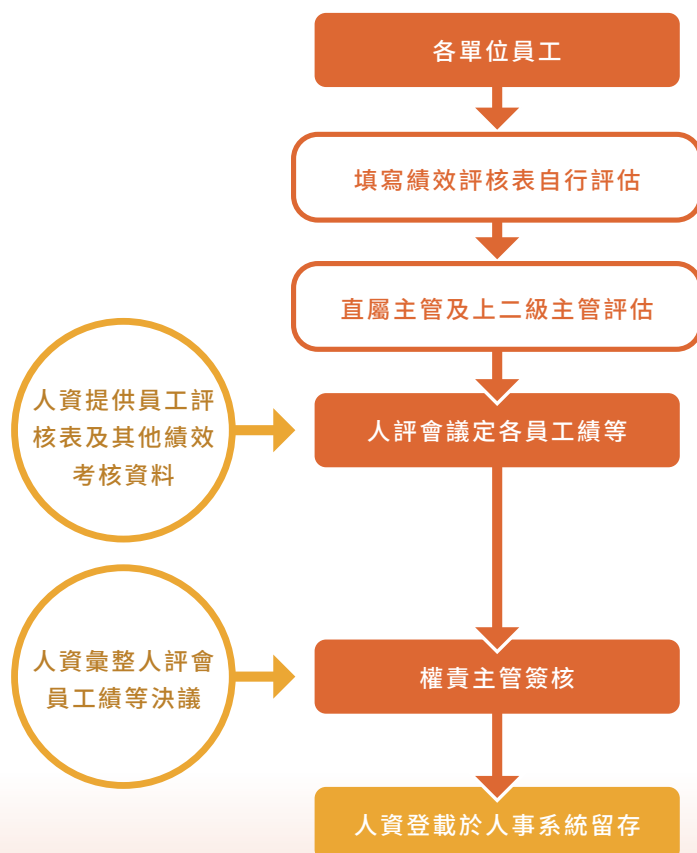 各單位員工
填寫績效評核表自行評估
直屬主管及上二級主管評估
人資提供員工評
核表及其他績效
考核資料
人評會議定各員工績等
人資彙整人評會
員工績等決議
權責主管簽核
人資登載於人事系統留存